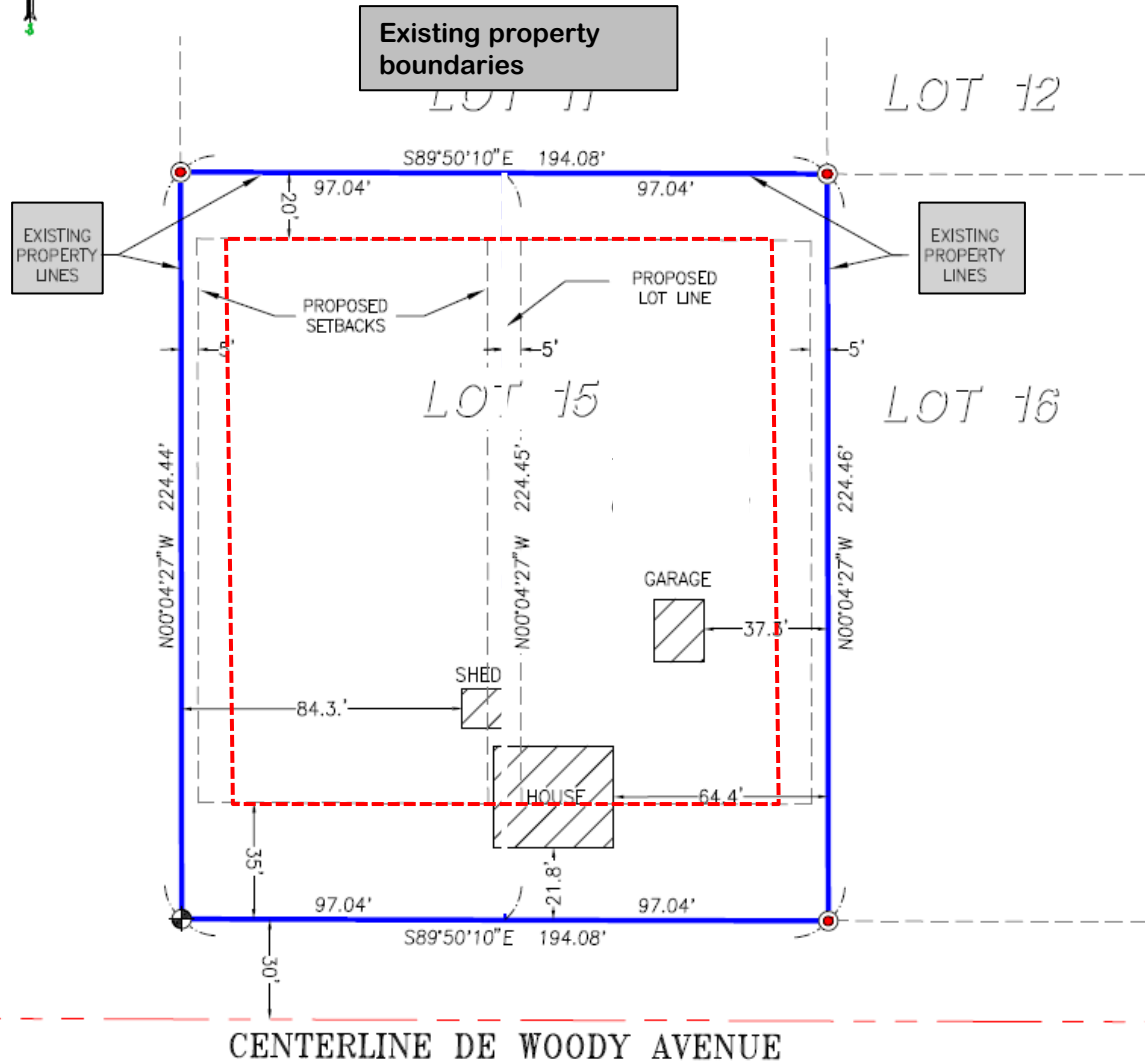 3
Existing property
boundaries
LOT 11
LOT 12
S89°50'10"E 194.08'
97.04'
97.04'
20'
EXISTING
PROPERTY
LINES
EXISTING
PROPERTY
LINES
PROPOSED
SETBACKS
PROPOSED
LOT LINE
5'
5'
5'
LOT 15
LOT 16
N00°04'27"W 224.44'
N00°04'27"W 224.45'
N00°04'27"W 224.46'
GARAGE
37.3'
SHED
84.3.'
HOUSE
64.4'
35'
21.8'
97.04'
97.04'
S89°50'10"E 194.08'
30'
CENTERLINE DE WOODY AVENUE